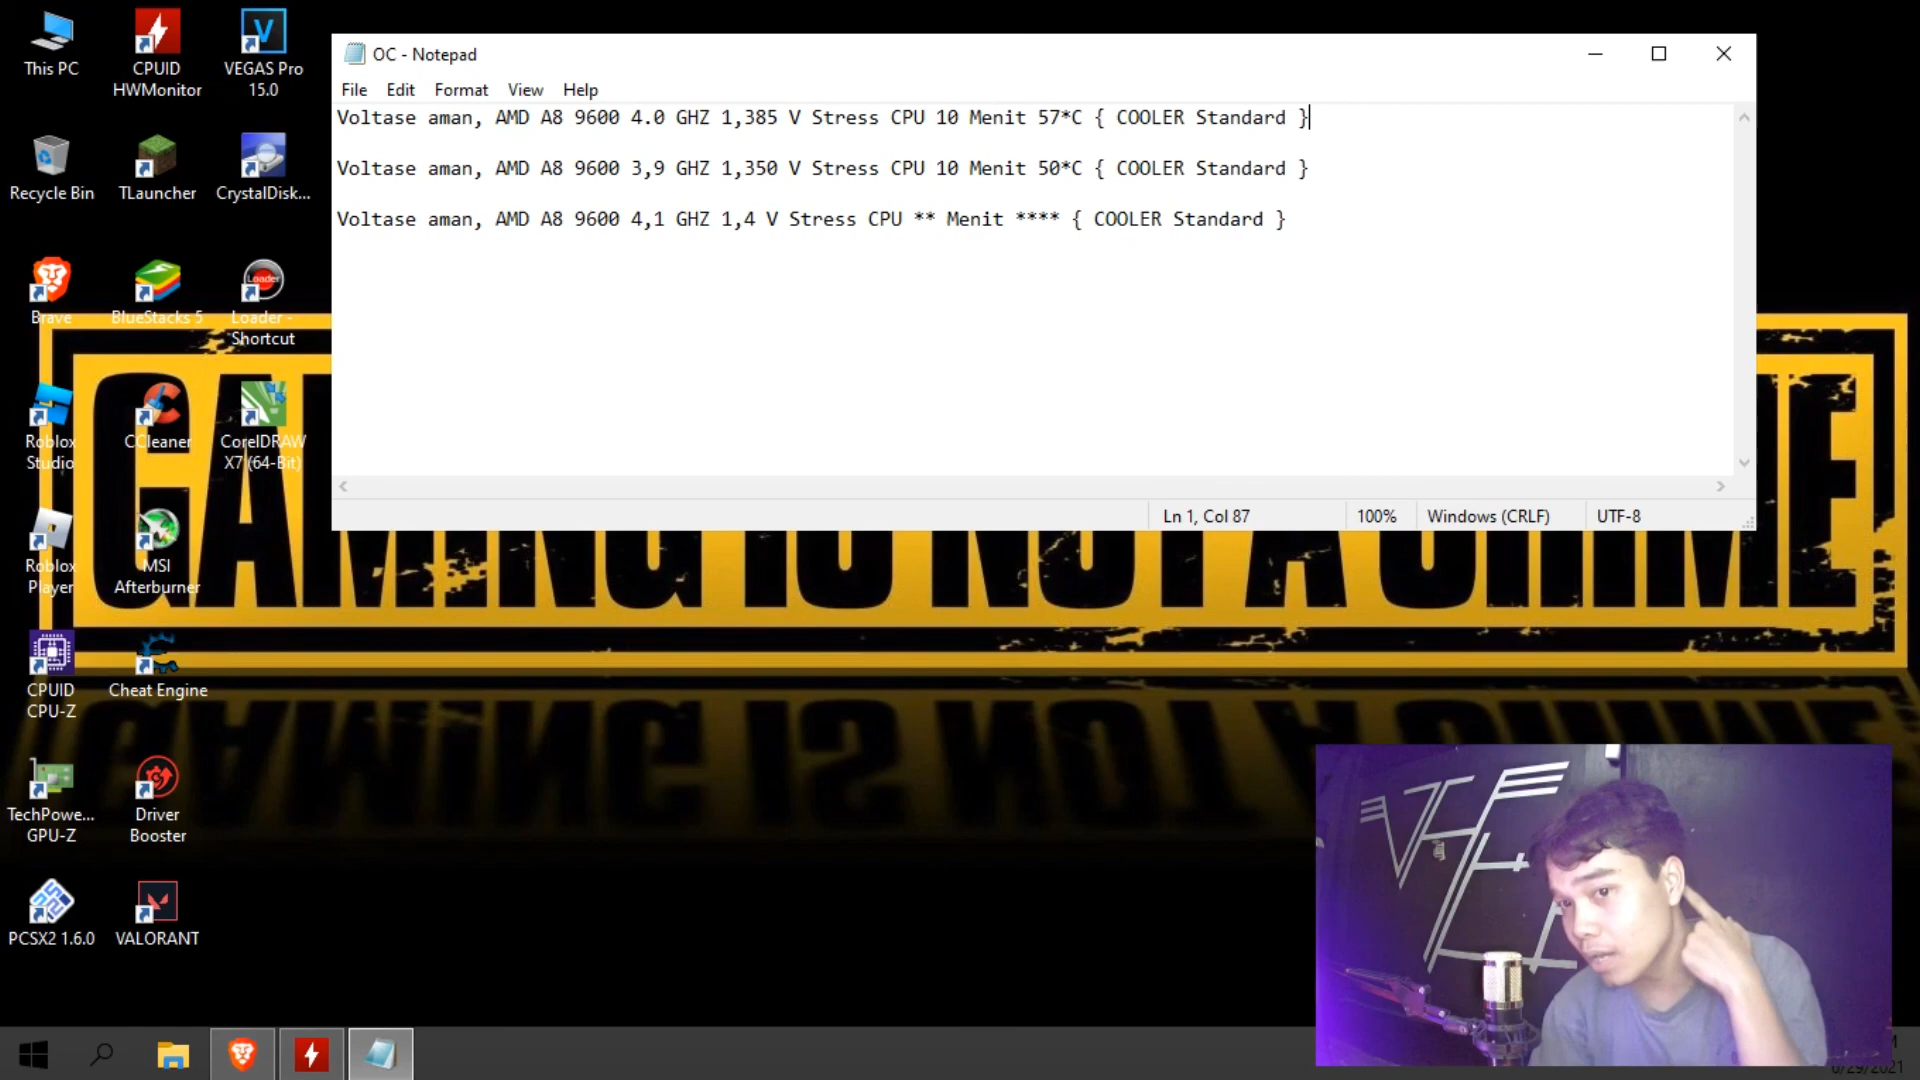 This PC
CPUID
HWMonitor
VEGAS Pro
15.0
Recycle Bin
TLauncher
CrystalDisk...
Brave
BlueStacks 5
Loader -
Shortcut
Loader
Roblox
Studio
CCleaner
CorelDRAW
X7 (64-Bit)
Roblox
Player
MSI
Afterburner
CPUID
CPU-Z
Cheat Engine
TechPowe...
GPU-Z
Driver
Booster
PCSX2 1.6.0
VALORANT
OC - Notepad
File Edit Format View Help
Voltase aman, AMD A8 9600 4.0 GHZ 1,385 V Stress CPU 10 Menit 57*C { COOLER Standard }
Voltase aman, AMD A8 9600 3,9 GHZ 1,350 V Stress CPU 10 Menit 50*C { COOLER Standard }
Voltase aman, AMD A8 9600 4,1 GHZ 1,4 V Stress CPU ** Menit **** { COOLER Standard }
Ln 1, Col 87 100% Windows (CRLF) UTF-8
GAMING IS NOT A CRIME